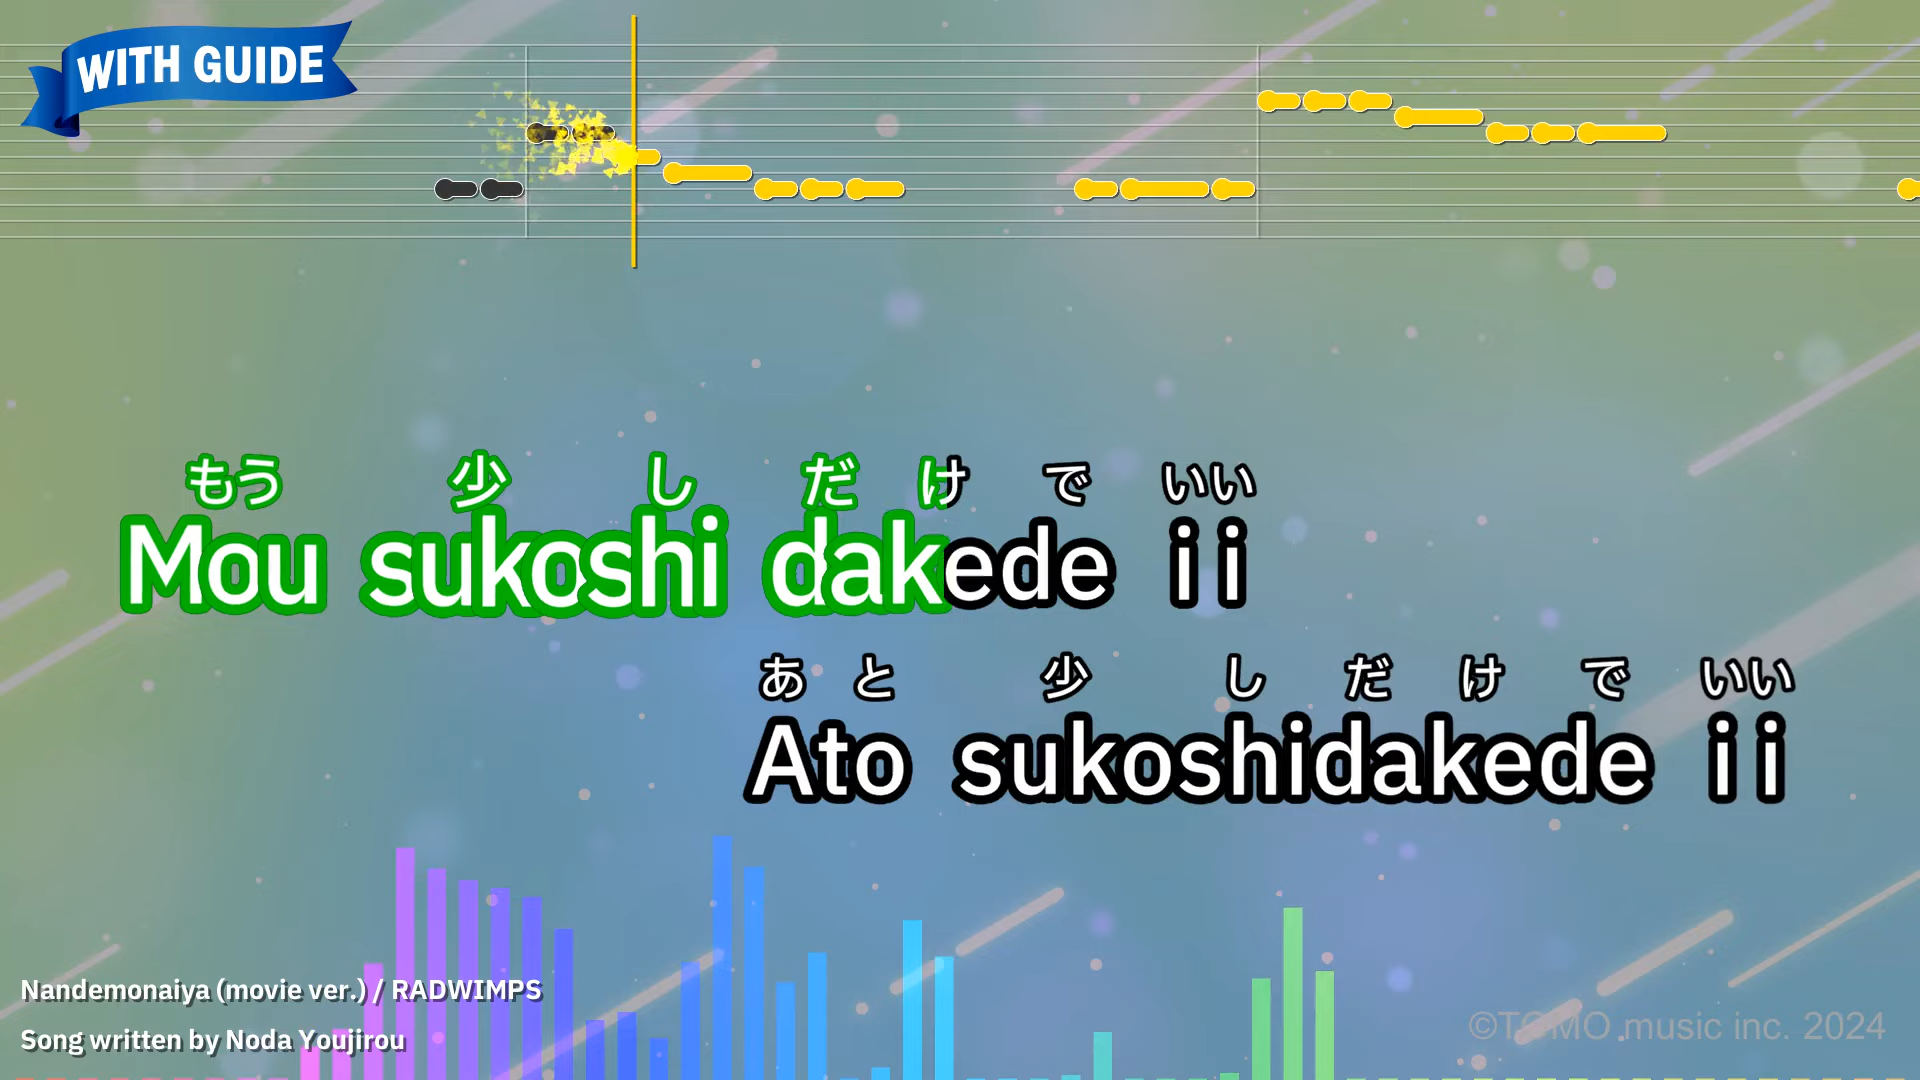 WITH GUIDE
もう 少 し だ け で いい
Mou sukoshi dakede ii
あ と 少 し だ け で いい
Ato sukoshidakede ii
Nandemonaiya (movie ver.) / RADWIMPS
Song written by Noda Youjirou
©TOMO music inc. 2024